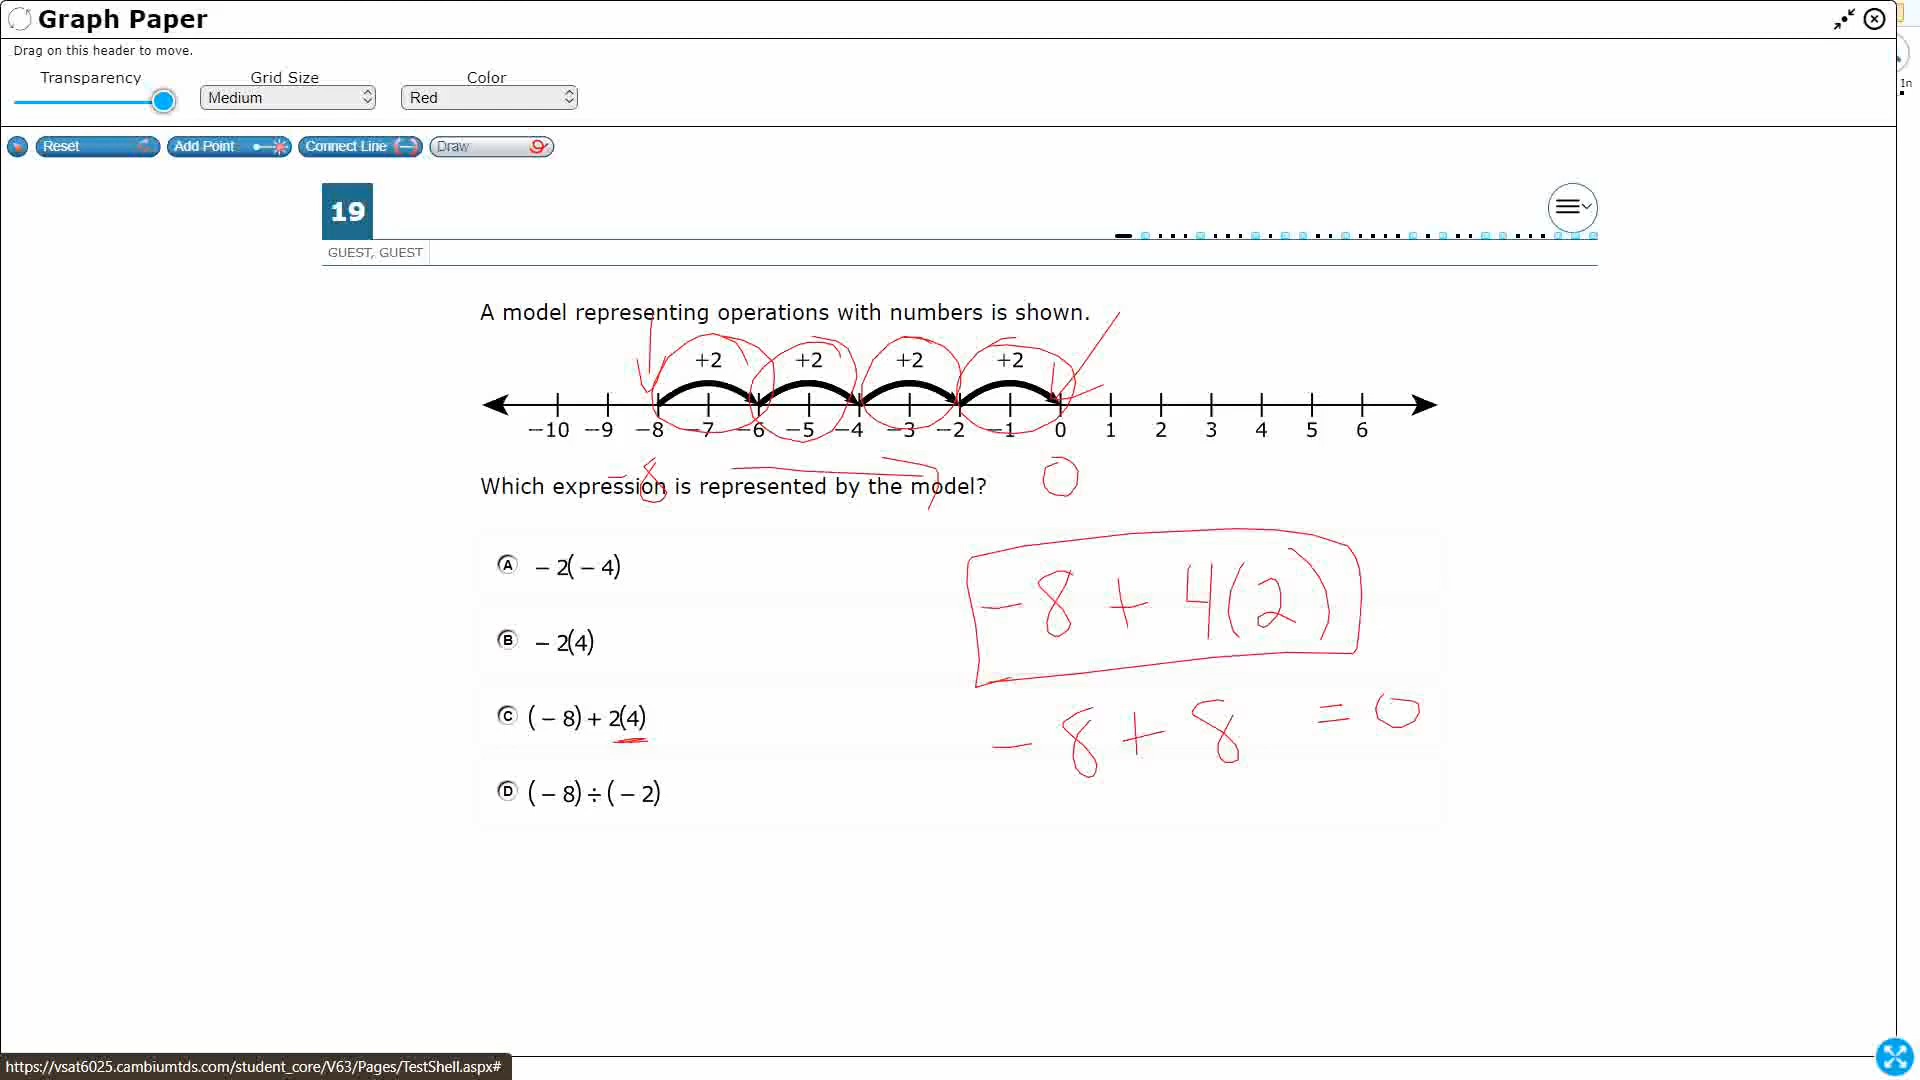 Graph Paper
Drag on this header to move.
Transparency Grid Size Color
Medium Red
Reset Add Point Connect Line Draw
In
19
GUEST, GUEST
A model representing operations with numbers is shown.
+2 +2 +2 +2
−10 −9 −8 −7 −6 −5 −4 −3 −2 −1 0 1 2 3 4 5 6
−8 0
Which expression is represented by the model?
A − 2(− 4)
−8 + 4(2)
B − 2(4)
C (− 8) + 2(4)
−8 + 8 = 0
D (− 8) ÷ (− 2)
https://vsat6025.cambiumtds.com/student_core/V63/Pages/TestShell.aspx#